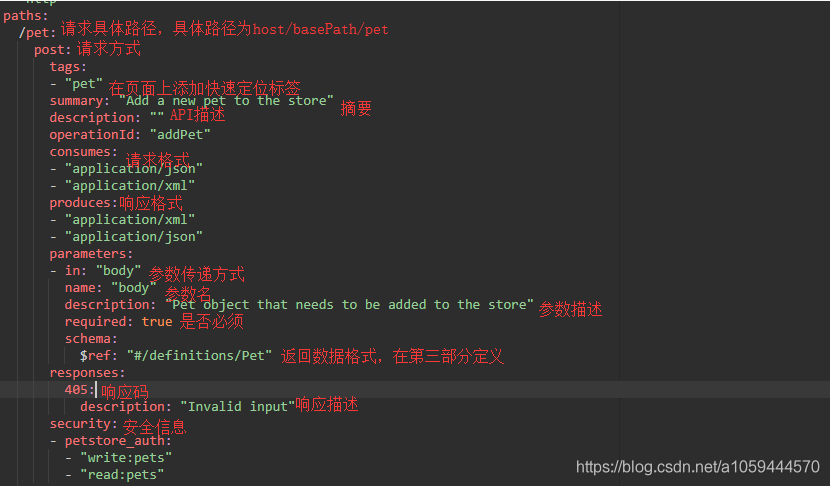 paths:
/pet: 请求具体路径，具体路径为host/basePath/pet
post: 请求方式
tags:
- "pet" 在页面上添加快速定位标签
summary: "Add a new pet to the store" 摘要
description: "" API描述
operationId: "addPet"
consumes: 请求格式
- "application/json"
- "application/xml"
produces:响应格式
- "application/xml"
- "application/json"
parameters:
- in: "body" 参数传递方式
name: "body" 参数名
description: "Pet object that needs to be added to the store" 参数描述
required: true 是否必须
schema:
$ref: "#/definitions/Pet" 返回数据格式，在第三部分定义
responses:
405: 响应码
description: "Invalid input"响应描述
security: 安全信息
- petstore_auth:
- "write:pets"
- "read:pets"
https://blog.csdn.net/a1059444570